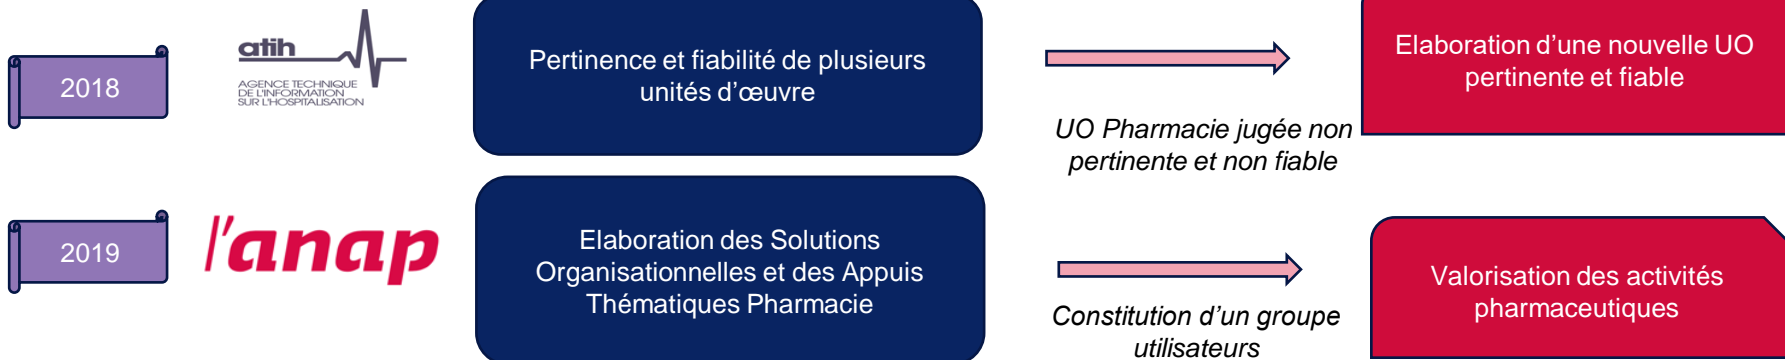 2018
atih
AGENCE TECHNIQUE
DE L'INFORMATION
SUR L'HOSPITALISATION
Pertinence et fiabilité de plusieurs
unités d'œuvre
UO Pharmacie jugée non
pertinente et non fiable
Elaboration d'une nouvelle UO
pertinente et fiable
2019
l'anap
Elaboration des Solutions
Organisationnelles et des Appuis
Thématiques Pharmacie
Constitution d'un groupe
utilisateurs
Valorisation des activités
pharmaceutiques